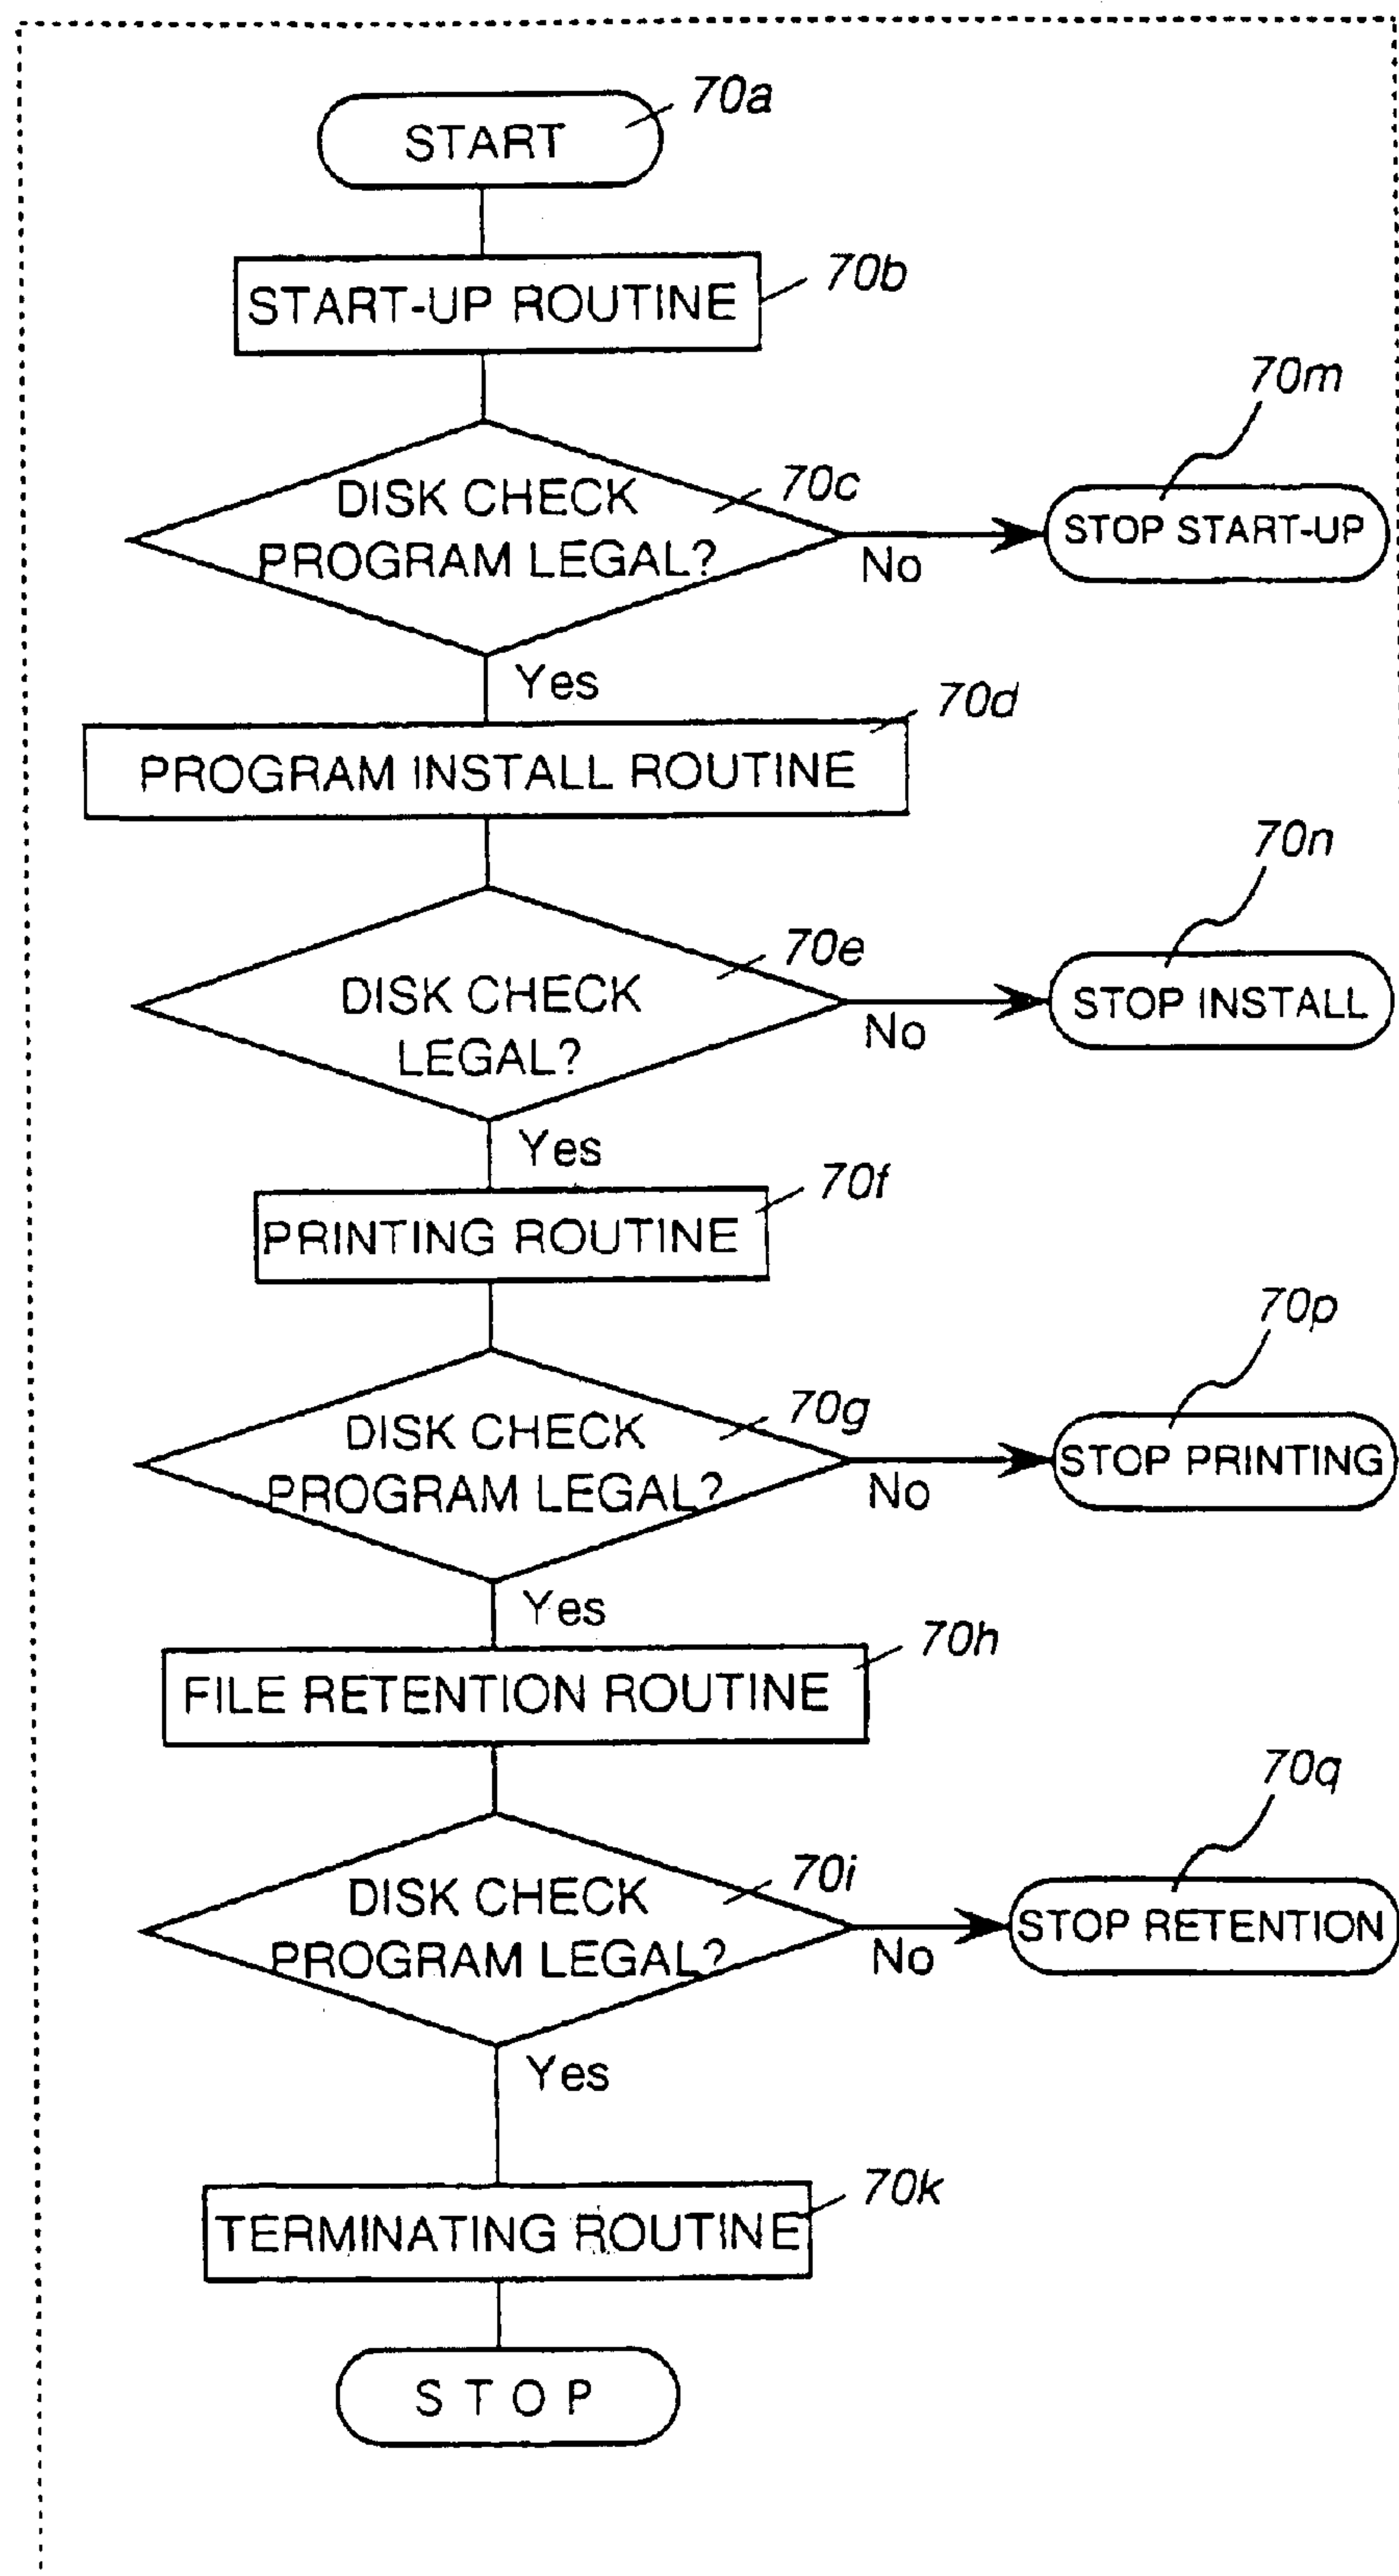 70a
START
70b
START-UP ROUTINE
70m
70c
DISK CHECK
PROGRAM LEGAL?
STOP START-UP
No
Yes
70d
PROGRAM INSTALL ROUTINE
70n
70e
DISK CHECK
LEGAL?
STOP INSTALL
No
Yes
70f
PRINTING ROUTINE
70p
70g
DISK CHECK
PROGRAM LEGAL?
STOP PRINTING
No
Yes
70h
FILE RETENTION ROUTINE
70q
70i
DISK CHECK
PROGRAM LEGAL?
STOP RETENTION
No
Yes
70k
TERMINATING ROUTINE
STOP